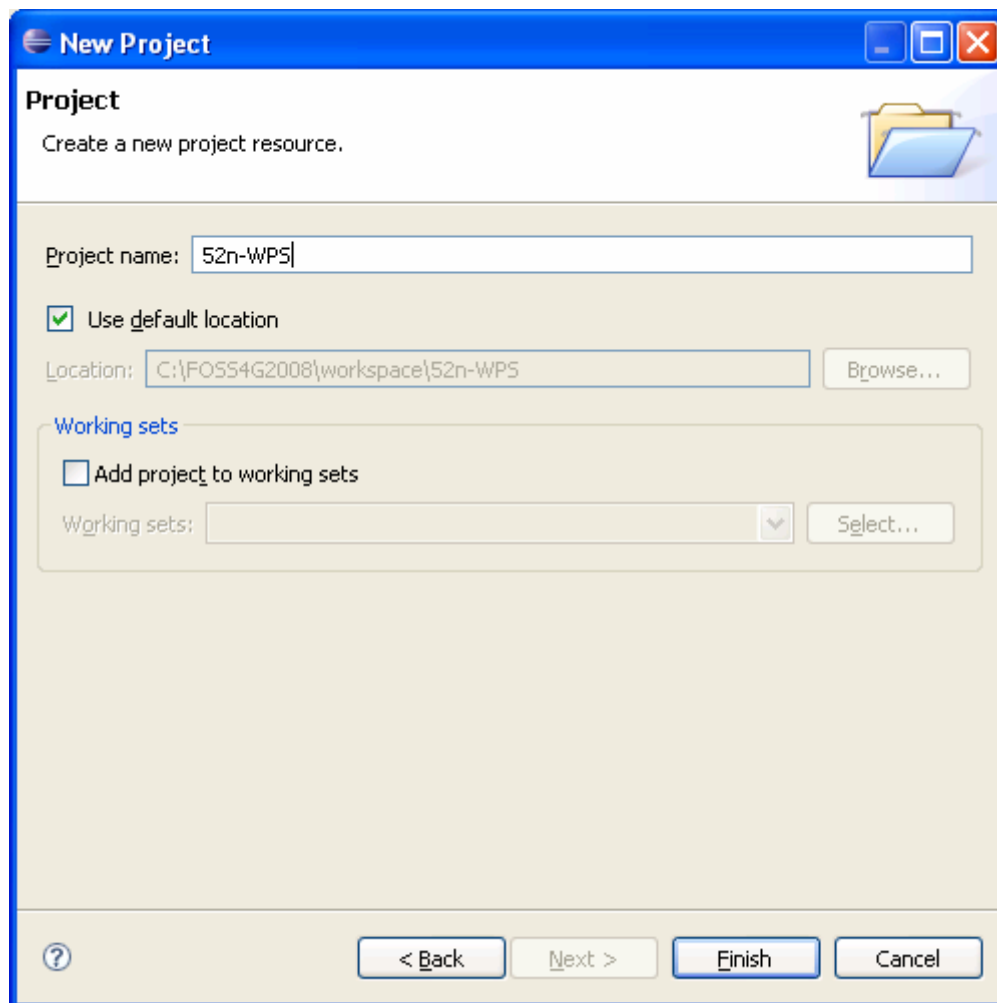 New Project
Project
Create a new project resource.
Project name: 52n-WPS
Use default location
Location: C:\FOSS4G2008\workspace\52n-WPS Browse...
Working sets
Add project to working sets
Working sets: Select...
? < Back Next > Finish Cancel